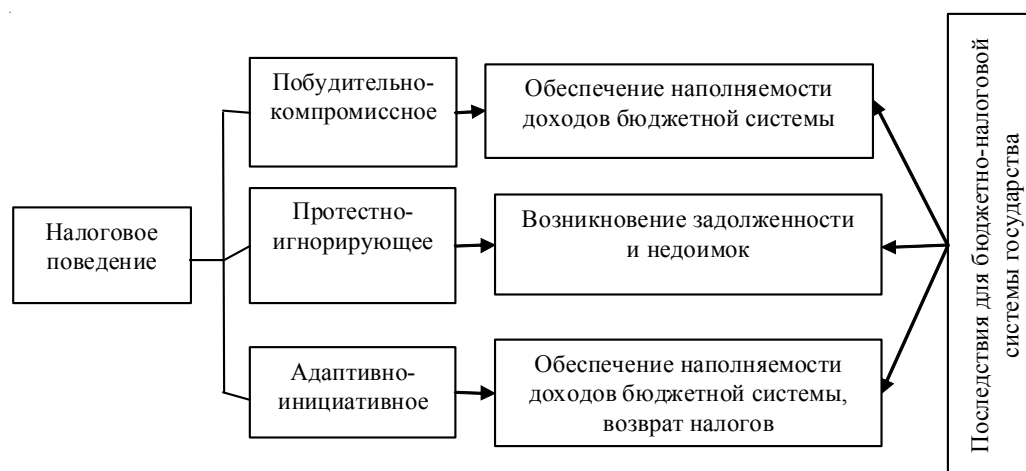 Налоговое
поведение
Побудительно-
компромиссное
Обеспечение наполняемости
доходов бюджетной системы
Протестно-
игнорирующее
Возникновение задолженности
и недоимок
Адаптивно-
инициативное
Обеспечение наполняемости
доходов бюджетной системы,
возврат налогов
Последствия для бюджетно-налоговой
системы государства